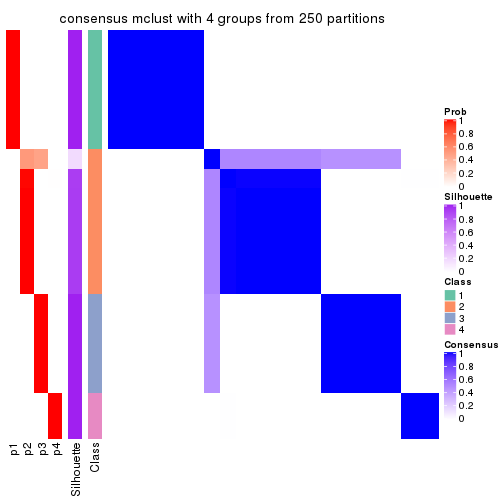 consensus mclust with 4 groups from 250 partitions
Prob
1
0.8
0.6
0.4
0.2
0
Silhouette
1
0.8
0.6
0.4
0.2
0
Class
1
2
3
4
Consensus
1
0.8
0.6
0.4
0.2
0
p1
p2
p3
p4
Silhouette
Class